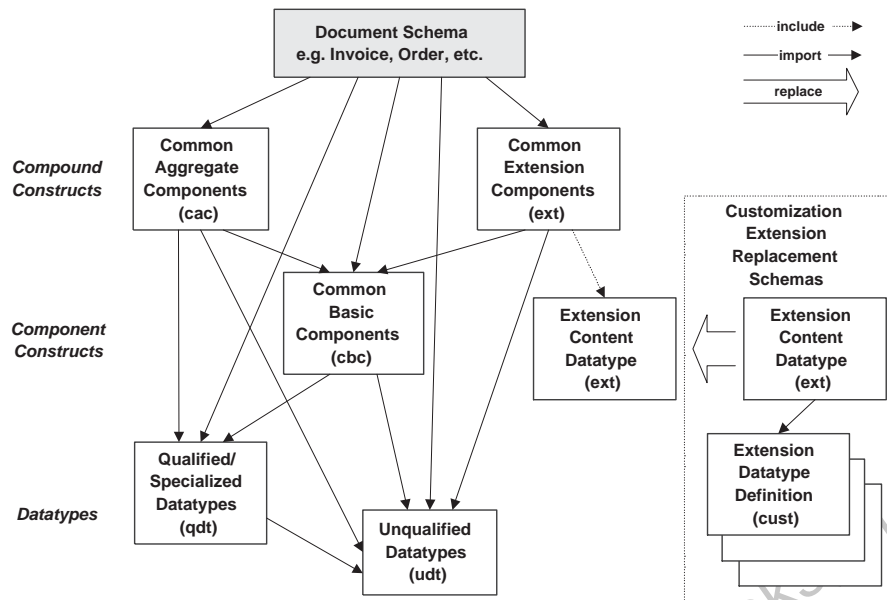 Document Schema
e.g. Invoice, Order, etc.
include
import
replace
Compound
Constructs
Common
Aggregate
Components
(cac)
Common
Extension
Components
(ext)
Customization
Extension
Replacement
Schemas
Component
Constructs
Common
Basic
Components
(cbc)
Extension
Content
Datatype
(ext)
Extension
Content
Datatype
(ext)
Datatypes
Qualified/
Specialized
Datatypes
(qdt)
Unqualified
Datatypes
(udt)
Extension
Datatype
Definition
(cust)